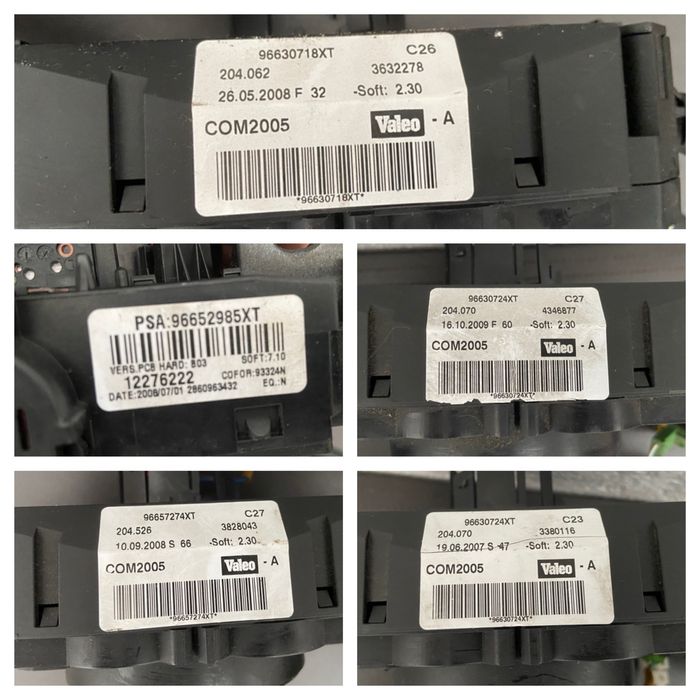 96630718XT C26
204.062 3632278
26.05.2008 F 32 -Soft: 2.30
COM2005 Valeo - A
*96630718XT*
PSA:96652985XT
VERS.PCB HARD: B03 SOFT:7.10
12276222 COFOR:93324N
DATE:2008/07/01 2860963432 EQ.:N
96630724XT C27
204.070 4346877
16.10.2009 F 60 -Soft: 2.30
COM2005 Valeo - A
*96630724XT*
96657274XT C27
204.526 3828043
10.09.2008 S 66 -Soft: 2.30
COM2005 Valeo - A
*96657274XT*
96630724XT C23
204.070 3380116
19.06.2007 S 47 -Soft: 2.30
COM2005 Valeo - A
*96630724XT*